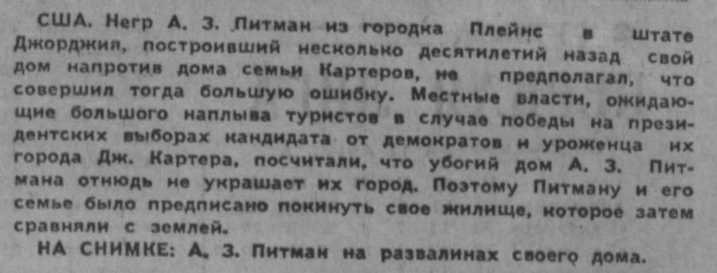 США. Негр А. З. Питман из городка Плейнс в штате
Джорджия, построивший несколько десятилетий назад свой
дом напротив дома семьи Картеров, не предполагал, что
совершил тогда большую ошибку. Местные власти, ожидаю-
щие большого наплыва туристов в случае победы на прези-
дентских выборах кандидата от демократов и уроженца их
города Дж. Картера, посчитали, что убогий дом А. З. Пит-
мана отнюдь не украшает их город. Поэтому Питману и его
семье было предписано покинуть свое жилище, которое затем
сравняли с землей.
НА СНИМКЕ: А. З. Питман на развалинах своего дома.